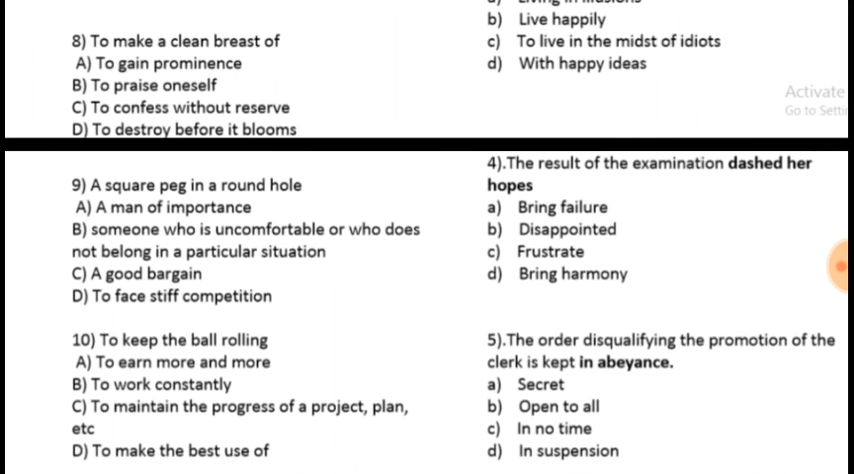 8) To make a clean breast of
A) To gain prominence
B) To praise oneself
C) To confess without reserve
D) To destroy before it blooms
9) A square peg in a round hole
A) A man of importance
B) someone who is uncomfortable or who does
not belong in a particular situation
C) A good bargain
D) To face stiff competition
10) To keep the ball rolling
A) To earn more and more
B) To work constantly
C) To maintain the progress of a project, plan,
etc
D) To make the best use of
b) Live happily
c) To live in the midst of idiots
d) With happy ideas
Activate
Go to
4).The result of the examination dashed her
hopes
a) Bring failure
b) Disappointed
c) Frustrate
d) Bring harmony
5).The order disqualifying the promotion of the
clerk is kept in abeyance.
a) Secret
b) Open to all
c) In no time
d) In suspension